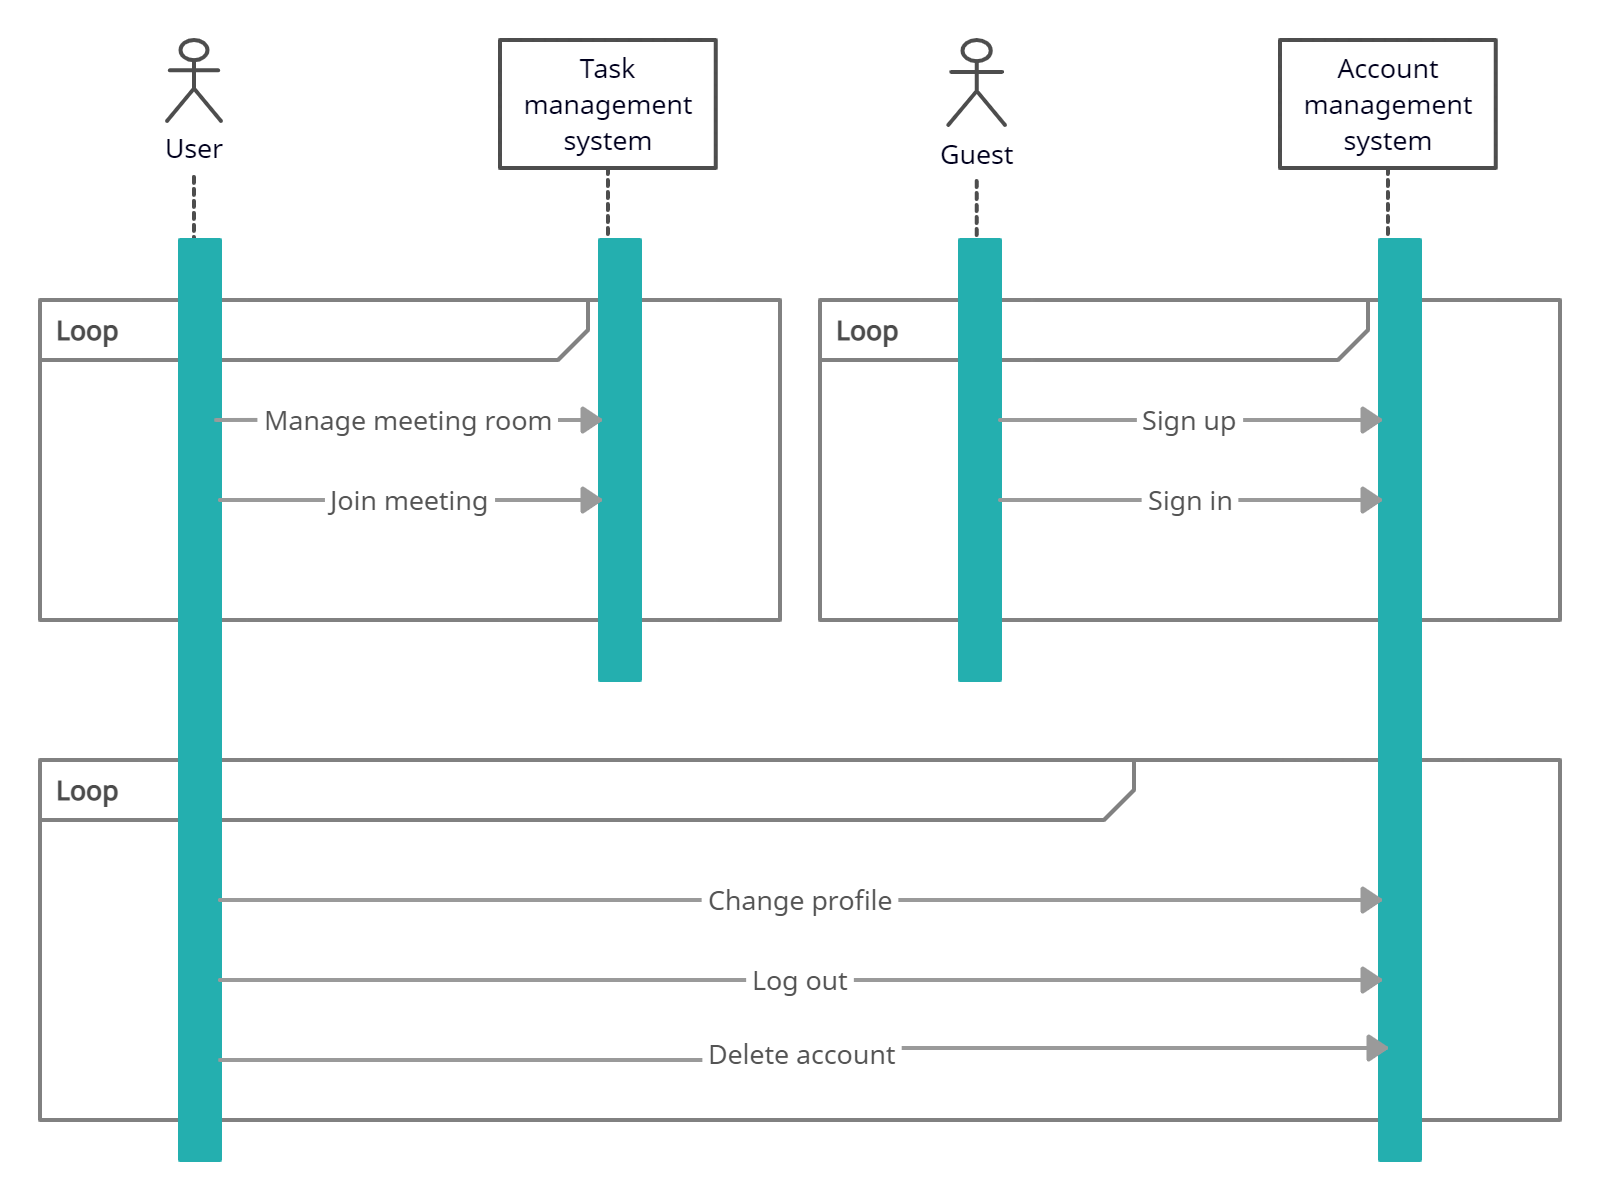 User
Task
management
system
Guest
Account
management
system
Loop
Loop
Manage meeting room
Sign up
Join meeting
Sign in
Loop
Change profile
Log out
Delete account